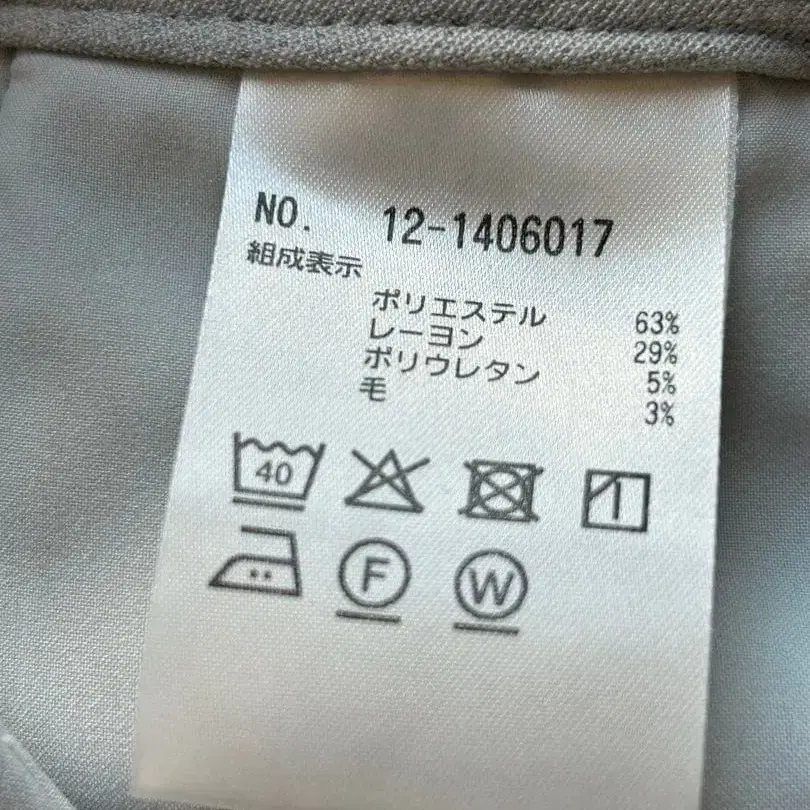 NO. 12-1406017
組成表示
ポリエステル 63%
レーヨン 29%
ポリウレタン 5%
毛 3%
40
F W